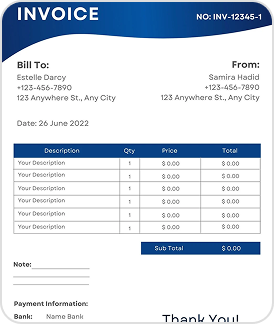 INVOICE
NO: INV-12345-1
Bill To:
From:
Estelle Darcy
Samira Hadid
+123-456-7890
+123-456-7890
123 Anywhere St., Any City
123 Anywhere St., Any City
Date: 26 June 2022
Description Qty Price Total
Your Description 1 $ 0.00 $ 0.00
Your Description 1 $ 0.00 $ 0.00
Your Description 1 $ 0.00 $ 0.00
Your Description 1 $ 0.00 $ 0.00
Your Description 1 $ 0.00 $ 0.00
Your Description 1 $ 0.00 $ 0.00
Sub Total $ 0.00
Note:
Payment Information:
Thank You!
Bank: Name Bank